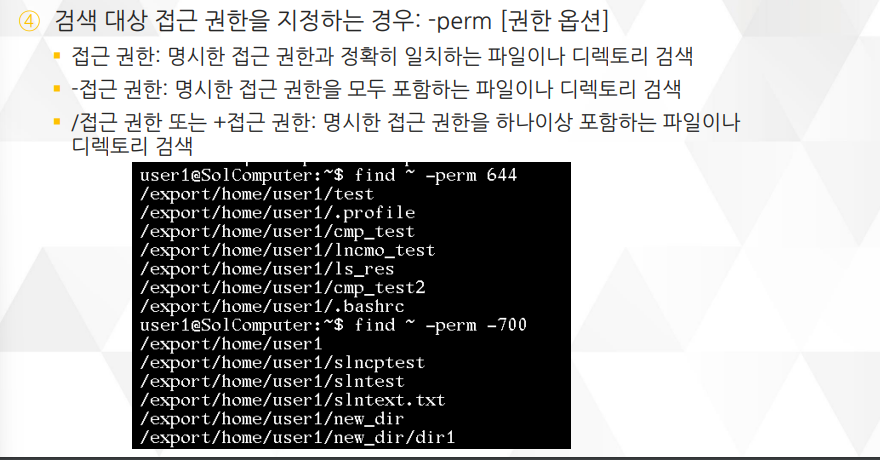 ④ 검색 대상 접근 권한을 지정하는 경우: -perm [권한 옵션]
▪ 접근 권한: 명시한 접근 권한과 정확히 일치하는 파일이나 디렉토리 검색
▪ -접근 권한: 명시한 접근 권한을 모두 포함하는 파일이나 디렉토리 검색
▪ /접근 권한 또는 +접근 권한: 명시한 접근 권한을 하나이상 포함하는 파일이나
디렉토리 검색
user1@SolComputer:~$ find ~ -perm 644
/export/home/user1/test
/export/home/user1/.profile
/export/home/user1/cmp_test
/export/home/user1/lncmo_test
/export/home/user1/ls_res
/export/home/user1/cmp_test2
/export/home/user1/.bashrc
user1@SolComputer:~$ find ~ -perm -700
/export/home/user1
/export/home/user1/slncptest
/export/home/user1/slntest
/export/home/user1/slntext.txt
/export/home/user1/new_dir
/export/home/user1/new_dir/dir1